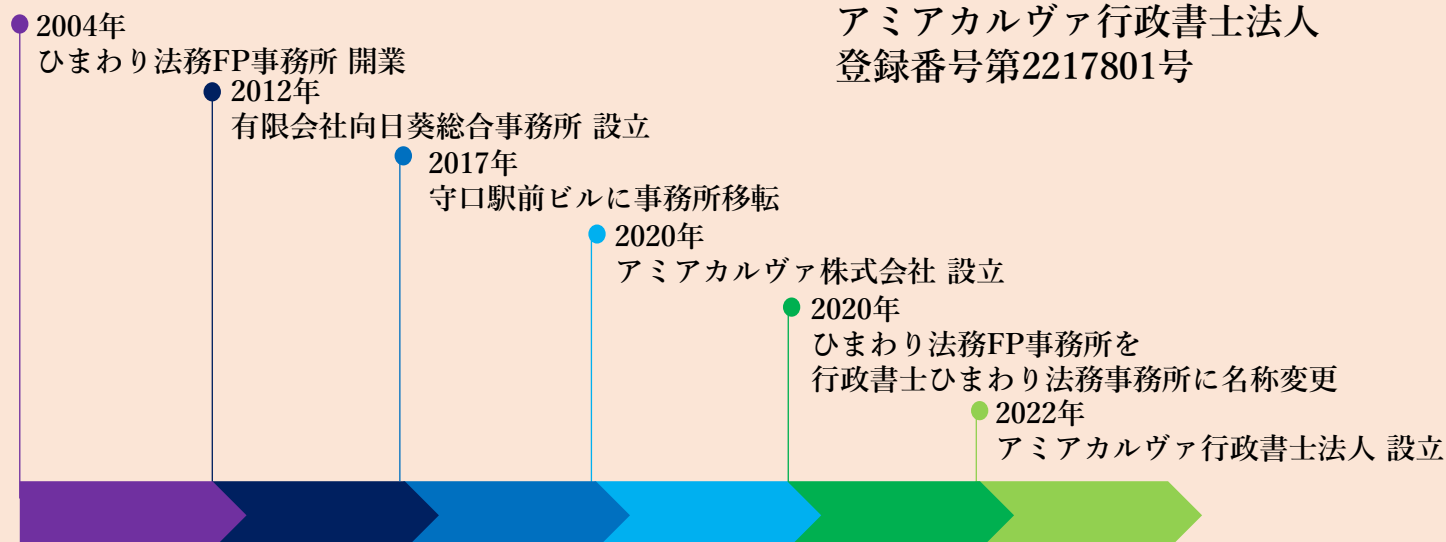 アミアカルヴァ行政書士法人
登録番号第2217801号
2004年
ひまわり法務FP事務所 開業
2012年
有限会社向日葵総合事務所 設立
2017年
守口駅前ビルに事務所移転
2020年
アミアカルヴァ株式会社 設立
2020年
ひまわり法務FP事務所を
行政書士ひまわり法務事務所に名称変更
2022年
アミアカルヴァ行政書士法人 設立